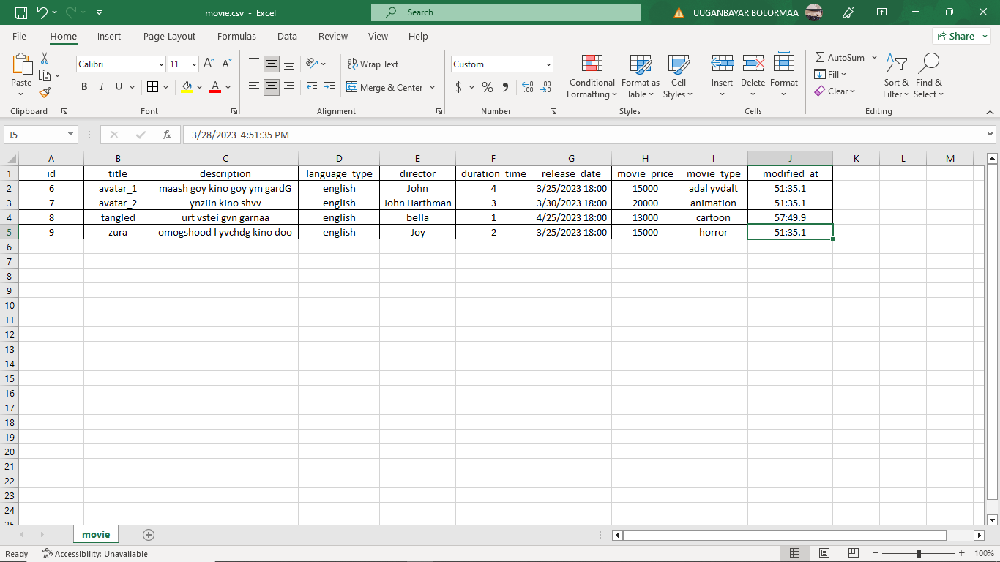 movie.csv - Excel
Search
UUGANBAYAR BOLORMAA
File Home Insert Page Layout Formulas Data Review View Help
Share
Paste
Clipboard
Calibri 11
B I U
Font
Wrap Text
Merge & Center
Alignment
Custom
$ % 9
Number
Conditional Formatting
Format as Table
Cell Styles
Styles
Insert Delete Format
Cells
AutoSum
Fill
Clear
Sort & Filter
Find & Select
Editing
J5 fx 3/28/2023 4:51:35 PM
A B C D E F G H I J K L M
1 id title description language_type director duration_time release_date movie_price movie_type modified_at
2 6 avatar_1 maash goy kino goy ym gardG english John 4 3/25/2023 18:00 15000 adal yvdalt 51:35.1
3 7 avatar_2 ynziin kino shvv english John Harthman 3 3/30/2023 18:00 20000 animation 51:35.1
4 8 tangled urt vstei gvn garnaa english bella 1 4/25/2023 18:00 13000 cartoon 57:49.9
5 9 zura omogshood l yvchdg kino doo english Joy 2 3/25/2023 18:00 15000 horror 51:35.1
6
7
8
9
10
11
12
13
14
15
16
17
18
19
20
21
22
23
24
25
movie
Ready Accessibility: Unavailable 100%